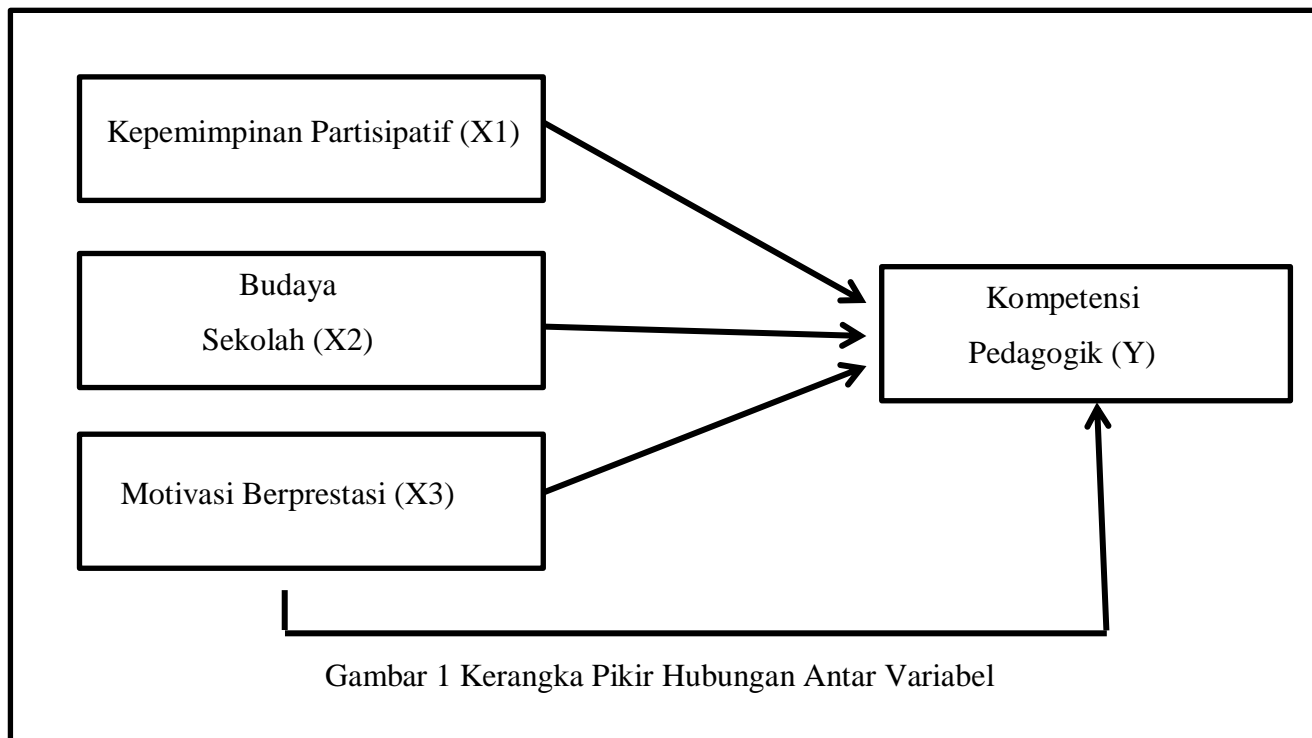 Kepemimpinan Partisipatif (X1)
Budaya
Sekolah (X2)
Motivasi Berprestasi (X3)
Kompetensi
Pedagogik (Y)
Gambar 1 Kerangka Pikir Hubungan Antar Variabel